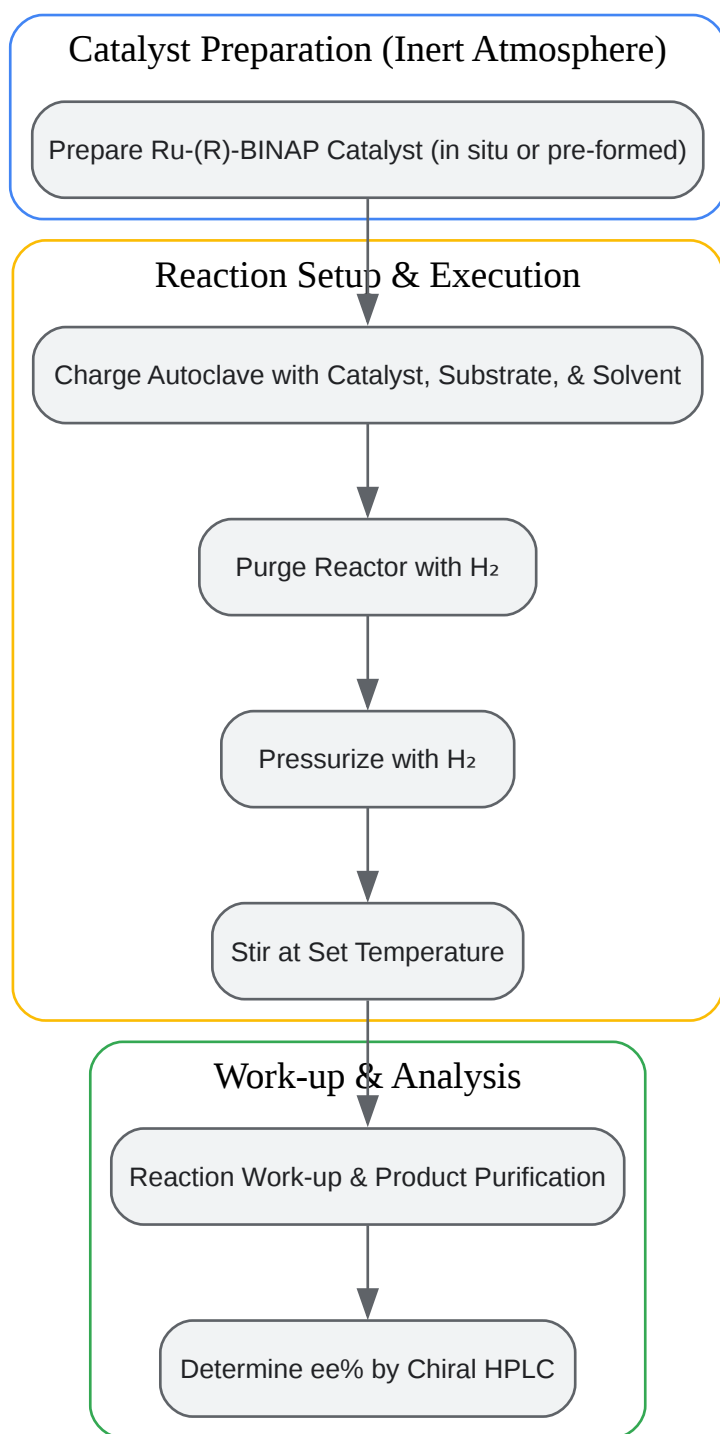 Catalyst Preparation (Inert Atmosphere)
Prepare Ru-(R)-BINAP Catalyst (in situ or pre-formed)
Reaction Setup & Execution
Charge Autoclave with Catalyst, Substrate, & Solvent
Purge Reactor with H₂
Pressurize with H₂
Stir at Set Temperature
Work-up & Analysis
Reaction Work-up & Product Purification
Determine ee% by Chiral HPLC